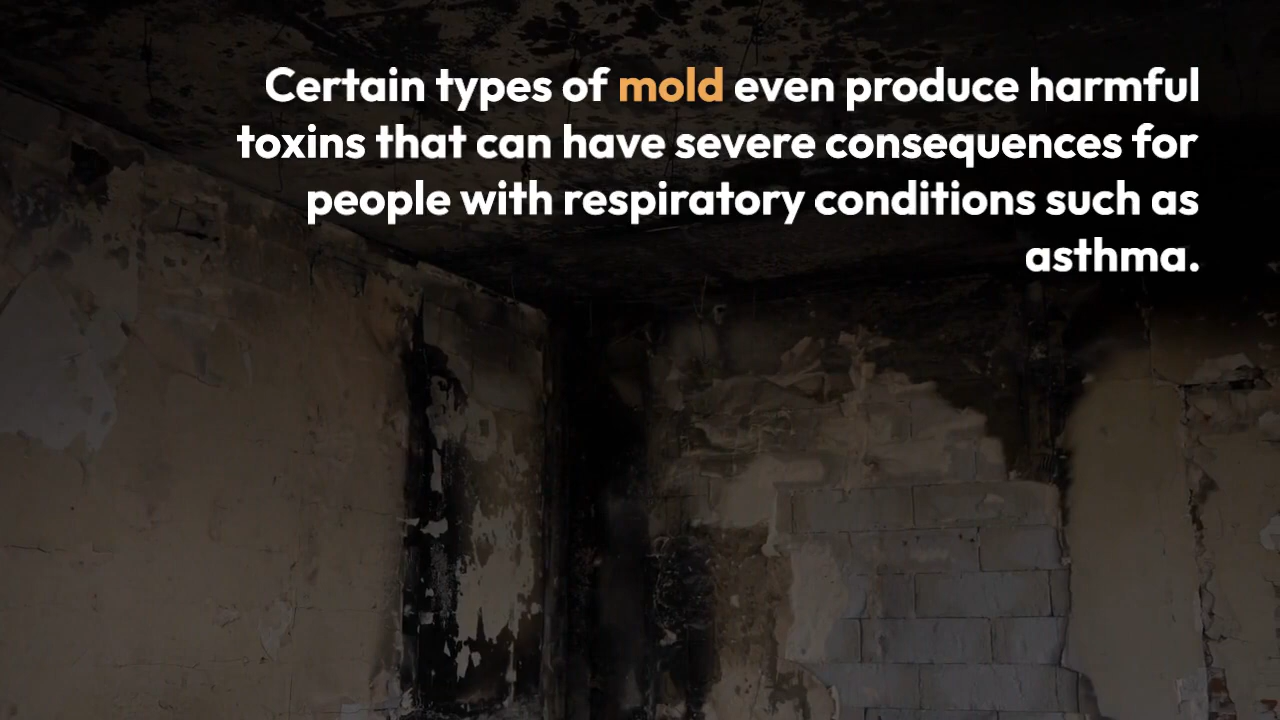 Certain types of mold even produce harmful
toxins that can have severe consequences for
people with respiratory conditions such as
asthma.